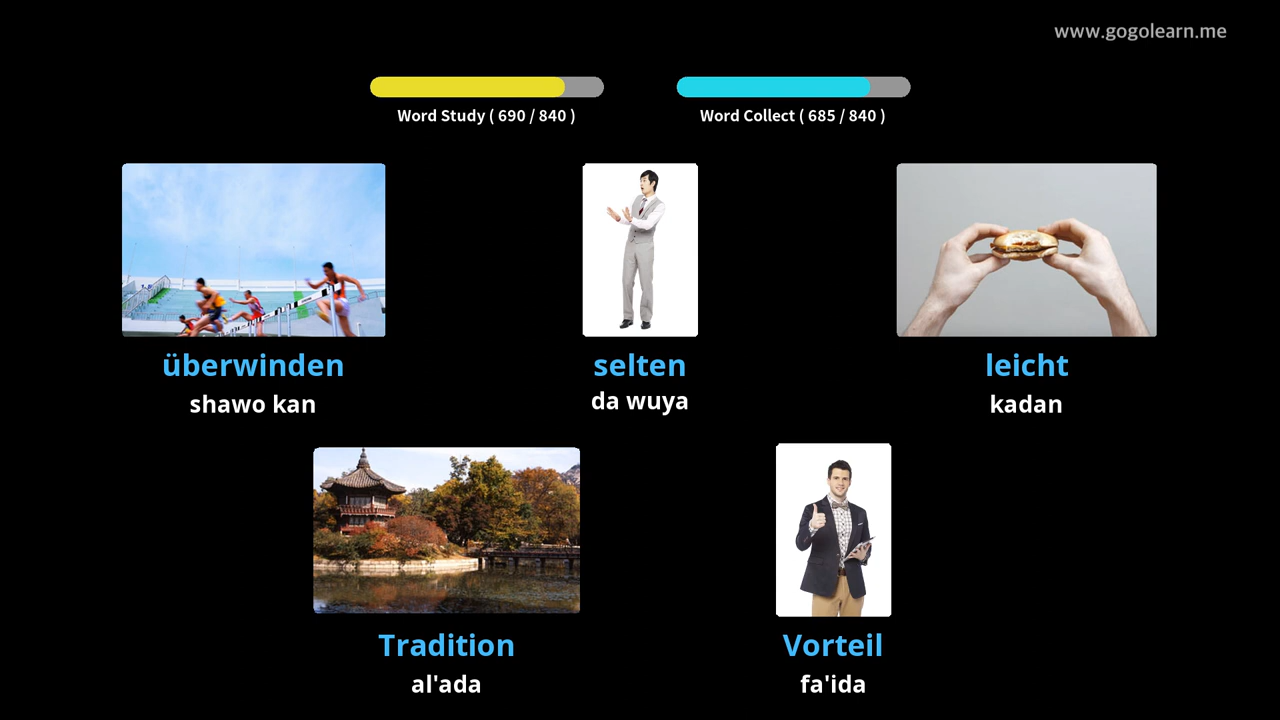 www.gogolearn.me
Word Study ( 690 / 840 )
Word Collect ( 685 / 840 )
überwinden
shawo kan
selten
da wuya
leicht
kadan
Tradition
al'ada
Vorteil
fa'ida